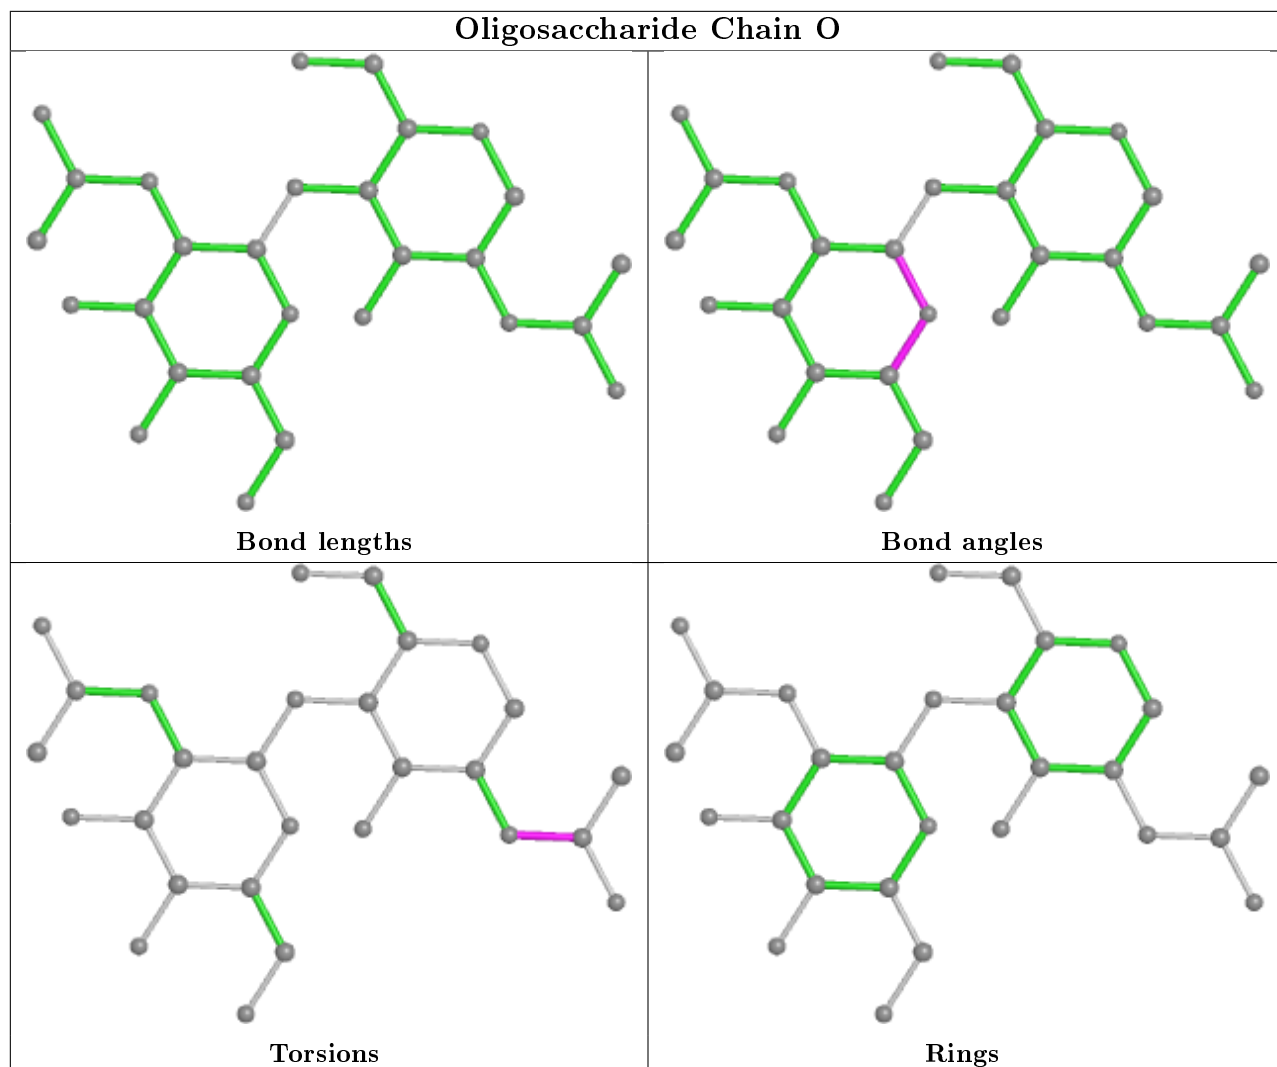 Oligosaccharide Chain O
Bond lengths
Bond angles
Torsions
Rings